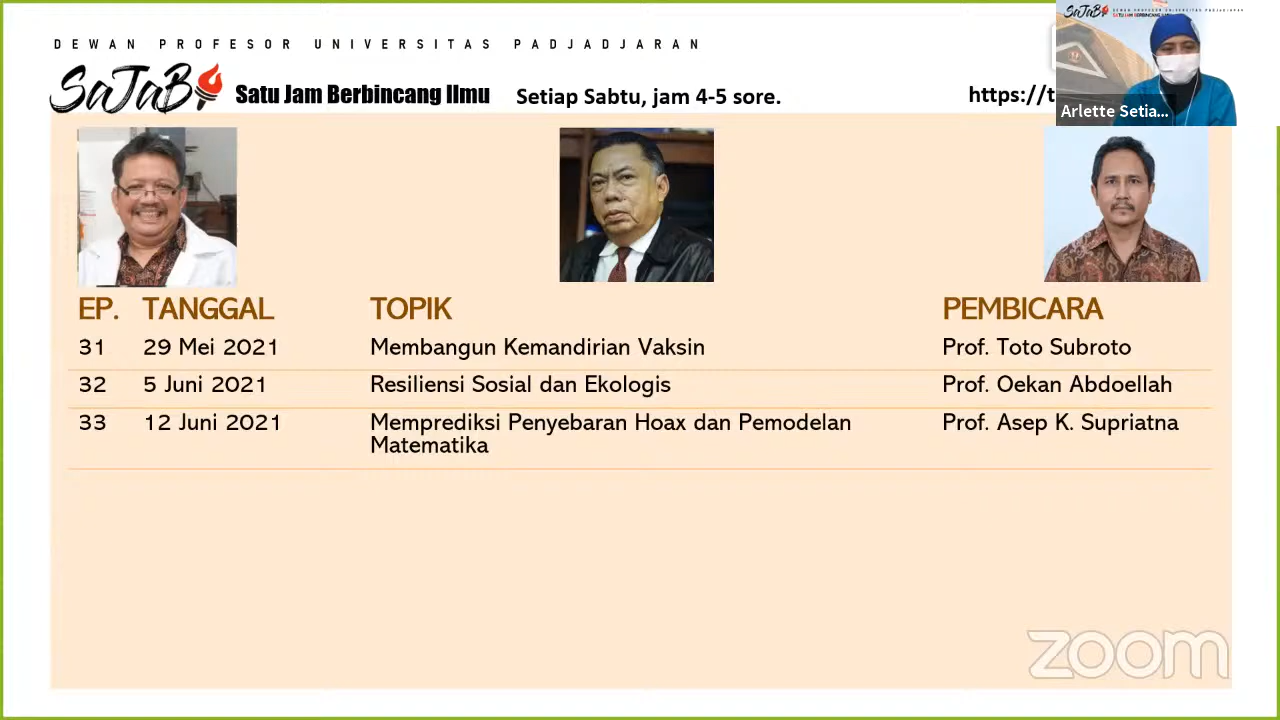 DEWAN PROFESOR UNIVERSITAS PADJADJARAN
SaJaB
Satu Jam Berbincang Ilmu
Setiap Sabtu, jam 4-5 sore.
https://t
Arlette Setia...
EP. TANGGAL TOPIK PEMBICARA
31 29 Mei 2021 Membangun Kemandirian Vaksin Prof. Toto Subroto
32 5 Juni 2021 Resiliensi Sosial dan Ekologis Prof. Oekan Abdoellah
33 12 Juni 2021 Memprediksi Penyebaran Hoax dan Pemodelan Prof. Asep K. Supriatna
Matematika
zoom